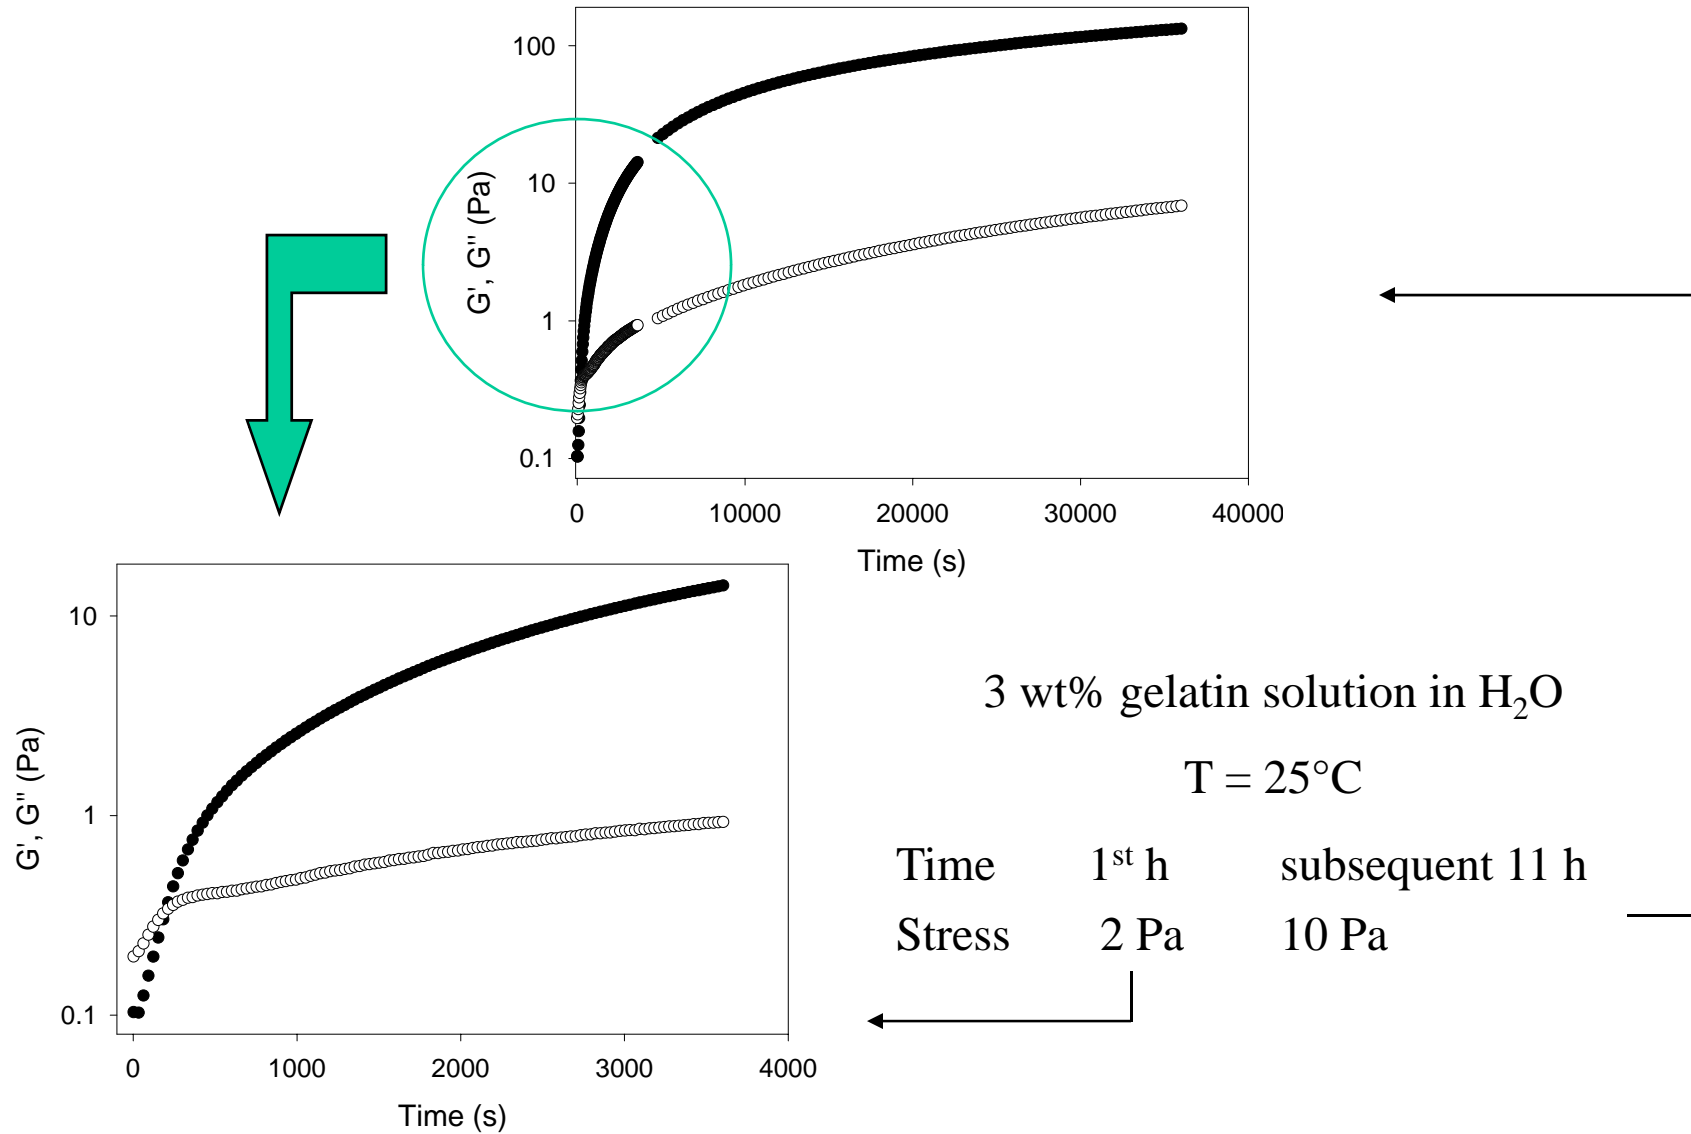 100
10
1
0.1
G', G" (Pa)
0 10000 20000 30000 40000
Time (s)
10
1
0.1
G', G" (Pa)
0 1000 2000 3000 4000
Time (s)
3 wt% gelatin solution in H₂O
T = 25°C
Time 1st h subsequent 11 h
Stress 2 Pa 10 Pa